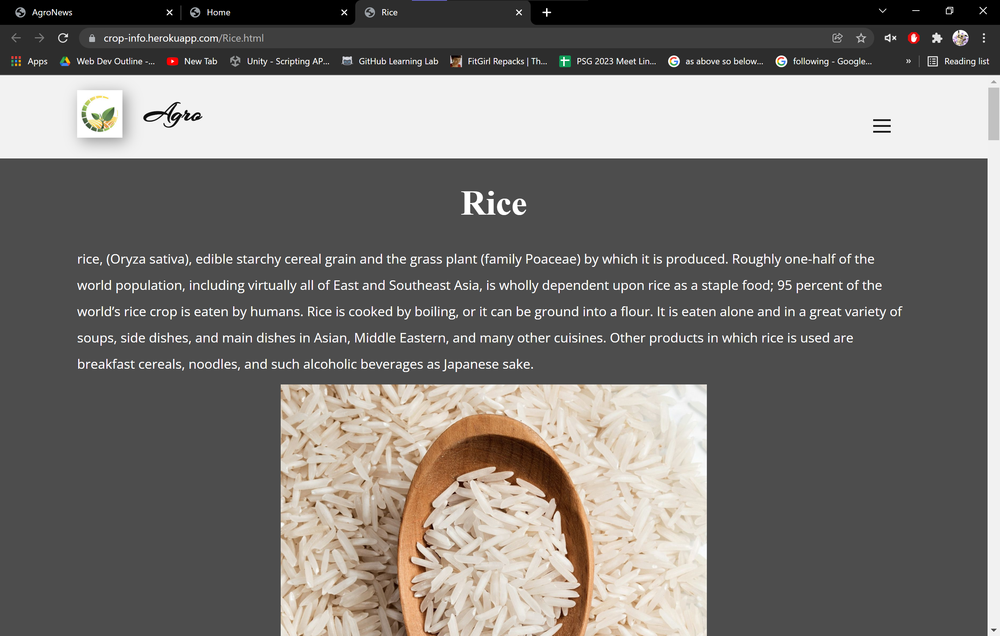 AgroNews
Home
Rice
crop-info.herokuapp.com/Rice.html
Apps
Web Dev Outline -...
New Tab
Unity - Scripting AP...
GitHub Learning Lab
FitGirl Repacks | Th...
PSG 2023 Meet Lin...
as above so below...
following - Google...
»
Reading list
Agro
Rice
rice, (Oryza sativa), edible starchy cereal grain and the grass plant (family Poaceae) by which it is produced. Roughly one-half of the
world population, including virtually all of East and Southeast Asia, is wholly dependent upon rice as a staple food; 95 percent of the
world’s rice crop is eaten by humans. Rice is cooked by boiling, or it can be ground into a flour. It is eaten alone and in a great variety of
soups, side dishes, and main dishes in Asian, Middle Eastern, and many other cuisines. Other products in which rice is used are
breakfast cereals, noodles, and such alcoholic beverages as Japanese sake.